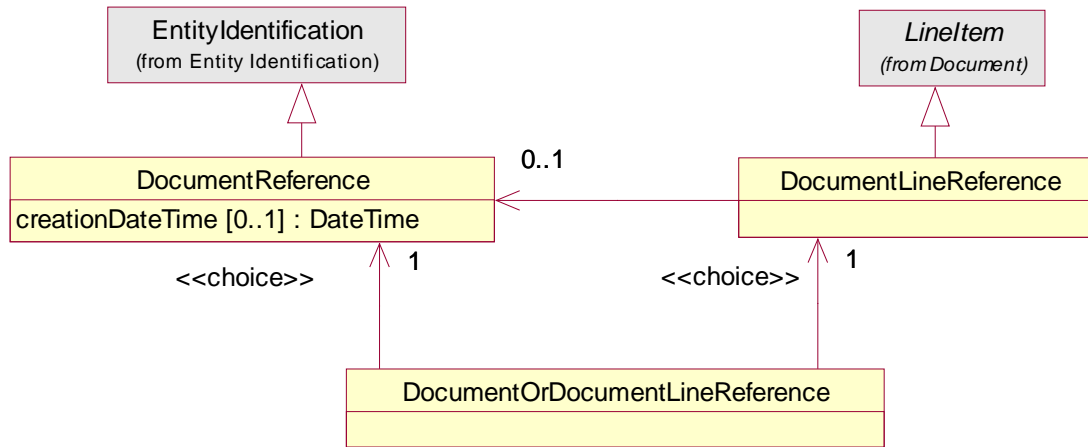 EntityIdentification
(from Entity Identification)
LineItem
(from Document)
DocumentReference
creationDateTime [0..1] : DateTime
0..1
DocumentLineReference
<<choice>>
1
<<choice>>
1
DocumentOrDocumentLineReference